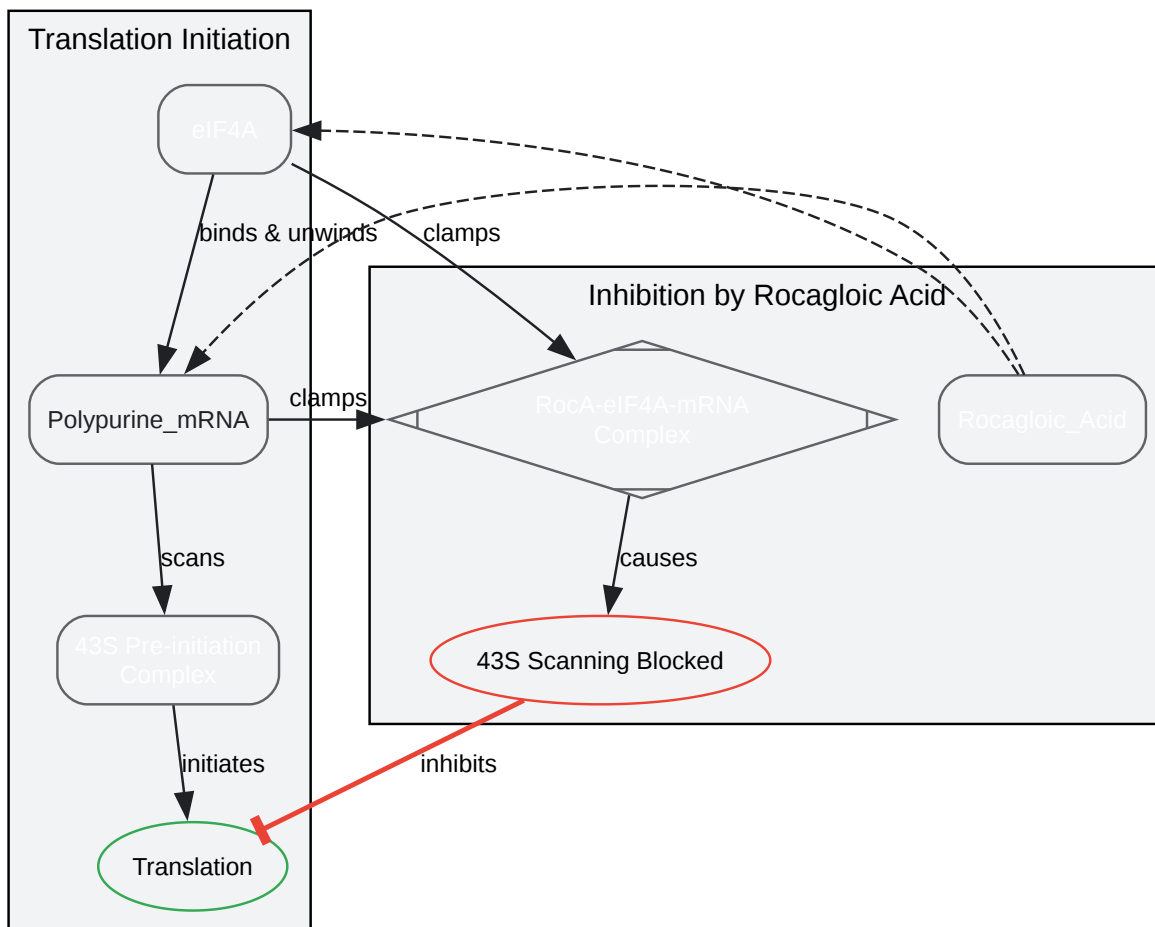 Translation Initiation
eIF4A
binds & unwinds
clamps
Inhibition by Rocagloic Acid
Polypurine_mRNA
clamps
RocA-eIF4A-mRNA
Complex
Rocagloic_Acid
scans
causes
43S Pre-initiation
Complex
43S Scanning Blocked
initiates
inhibits
Translation